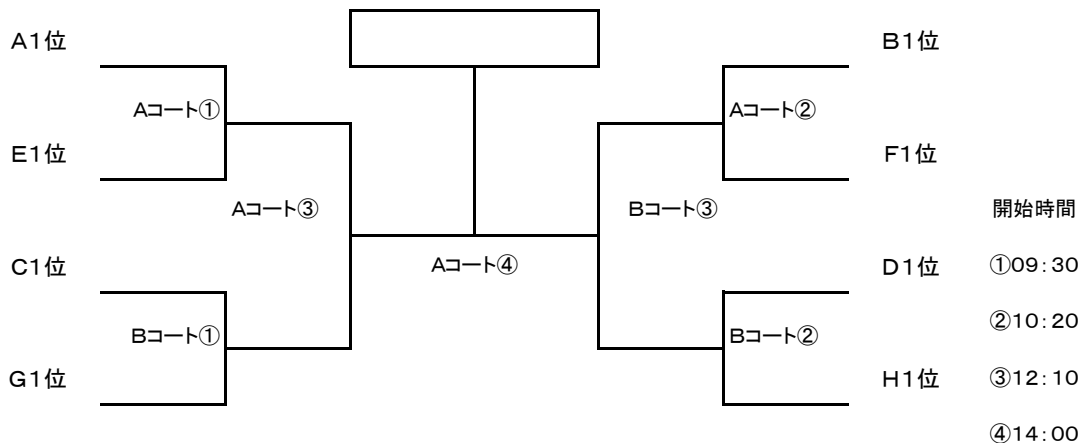 A1位
B1位
Aコート①
Aコート②
E1位
F1位
Aコート③
Bコート③
開始時間
C1位
Aコート④
D1位
①09:30
Bコート①
Bコート②
②10:20
G1位
H1位
③12:10
④14:00